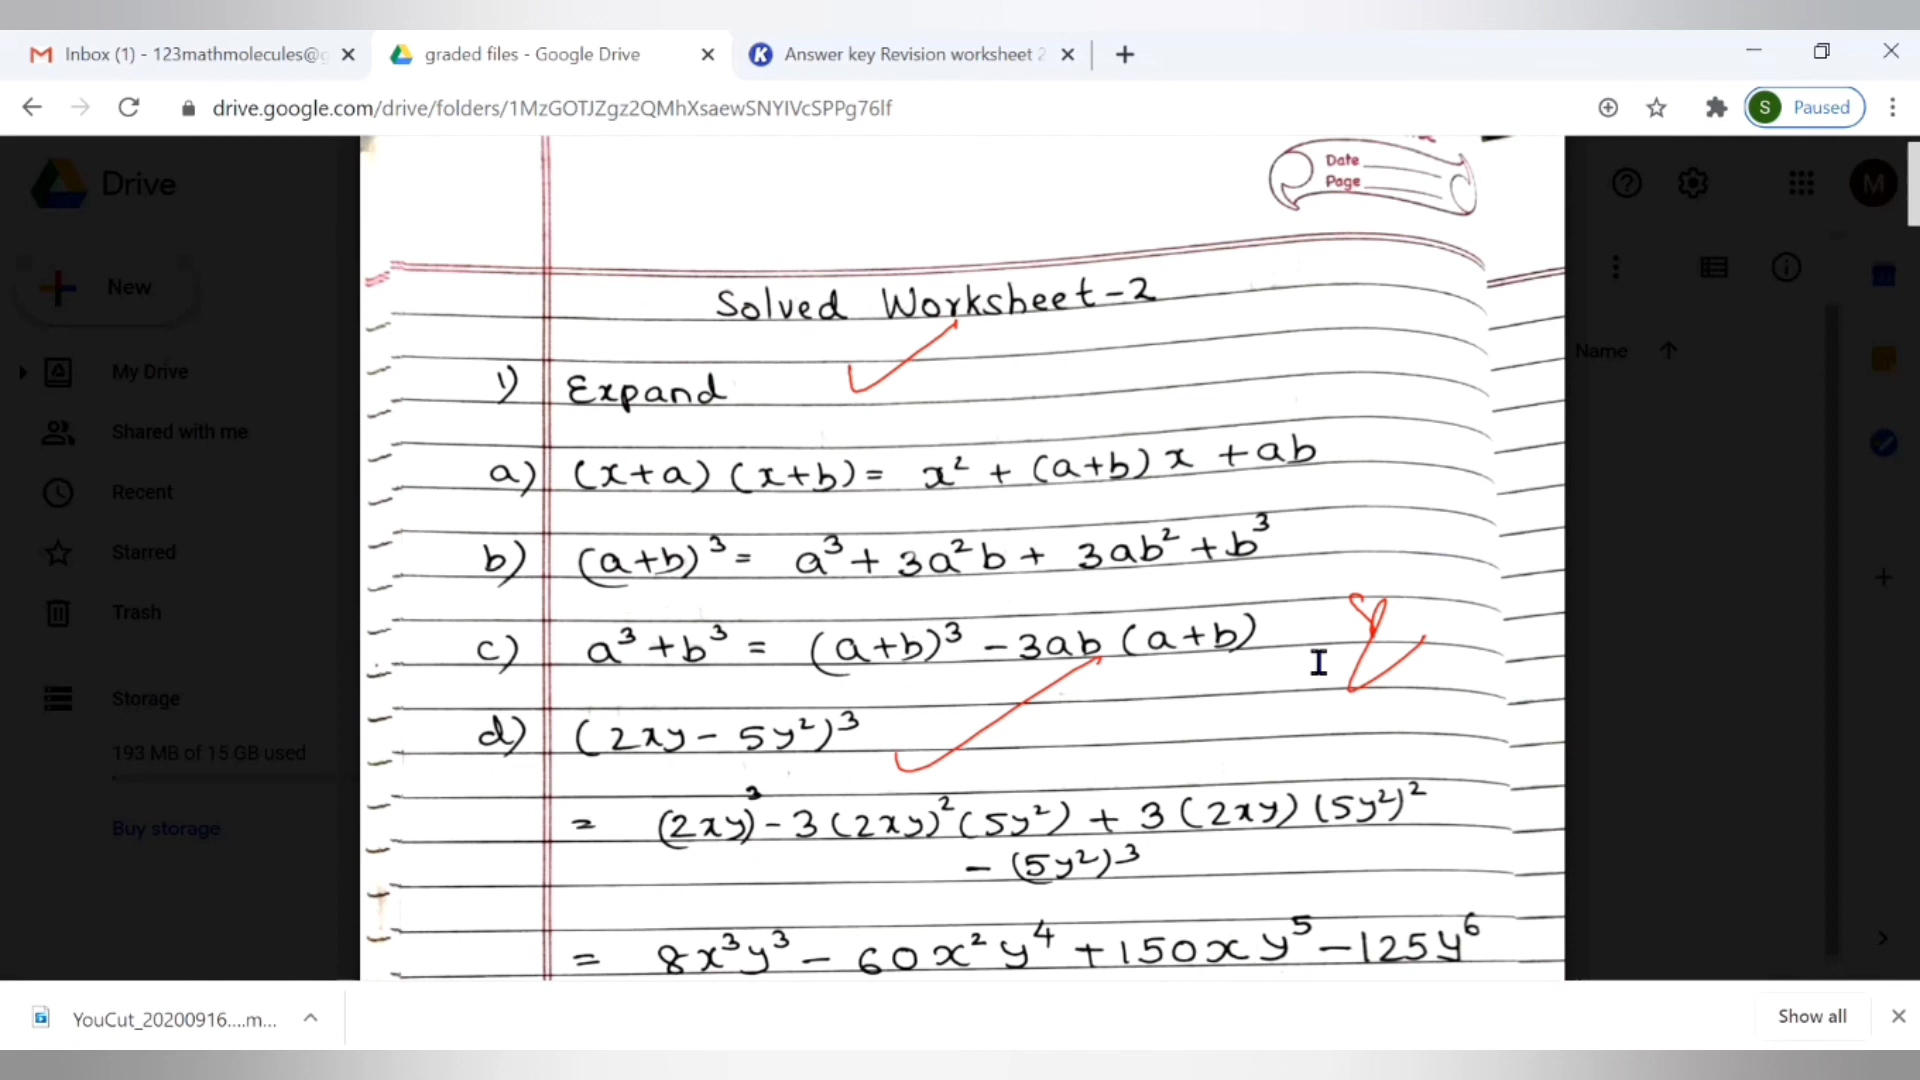 Inbox (1) - 123mathmolecules@g
graded files - Google Drive
Answer key Revision worksheet 2
drive.google.com/drive/folders/1MzGOTJZgz2QMhXsaewSNYIVcSPPg76lf
S Paused
Drive
M
Date
Page
New
Solved Worksheet-2
My Drive
Name
1) Expand
Shared with me
a) (x+a) (x+b) = x² + (a+b) x + ab
Recent
b) (a+b)³ = a³ + 3a²b + 3ab² + b³
Starred
Trash
c) a³ + b³ = (a+b)³ - 3ab (a+b)
Storage
d) (2xy - 5y²)³
193 MB of 15 GB used
= (2xy)³ - 3 (2xy)² (5y²) + 3 (2xy) (5y²)²
Buy storage
- (5y²)³
= 8x³y³ - 60x²y⁴ + 150xy⁵ - 125y⁶
YouCut_20200916....m...
Show all